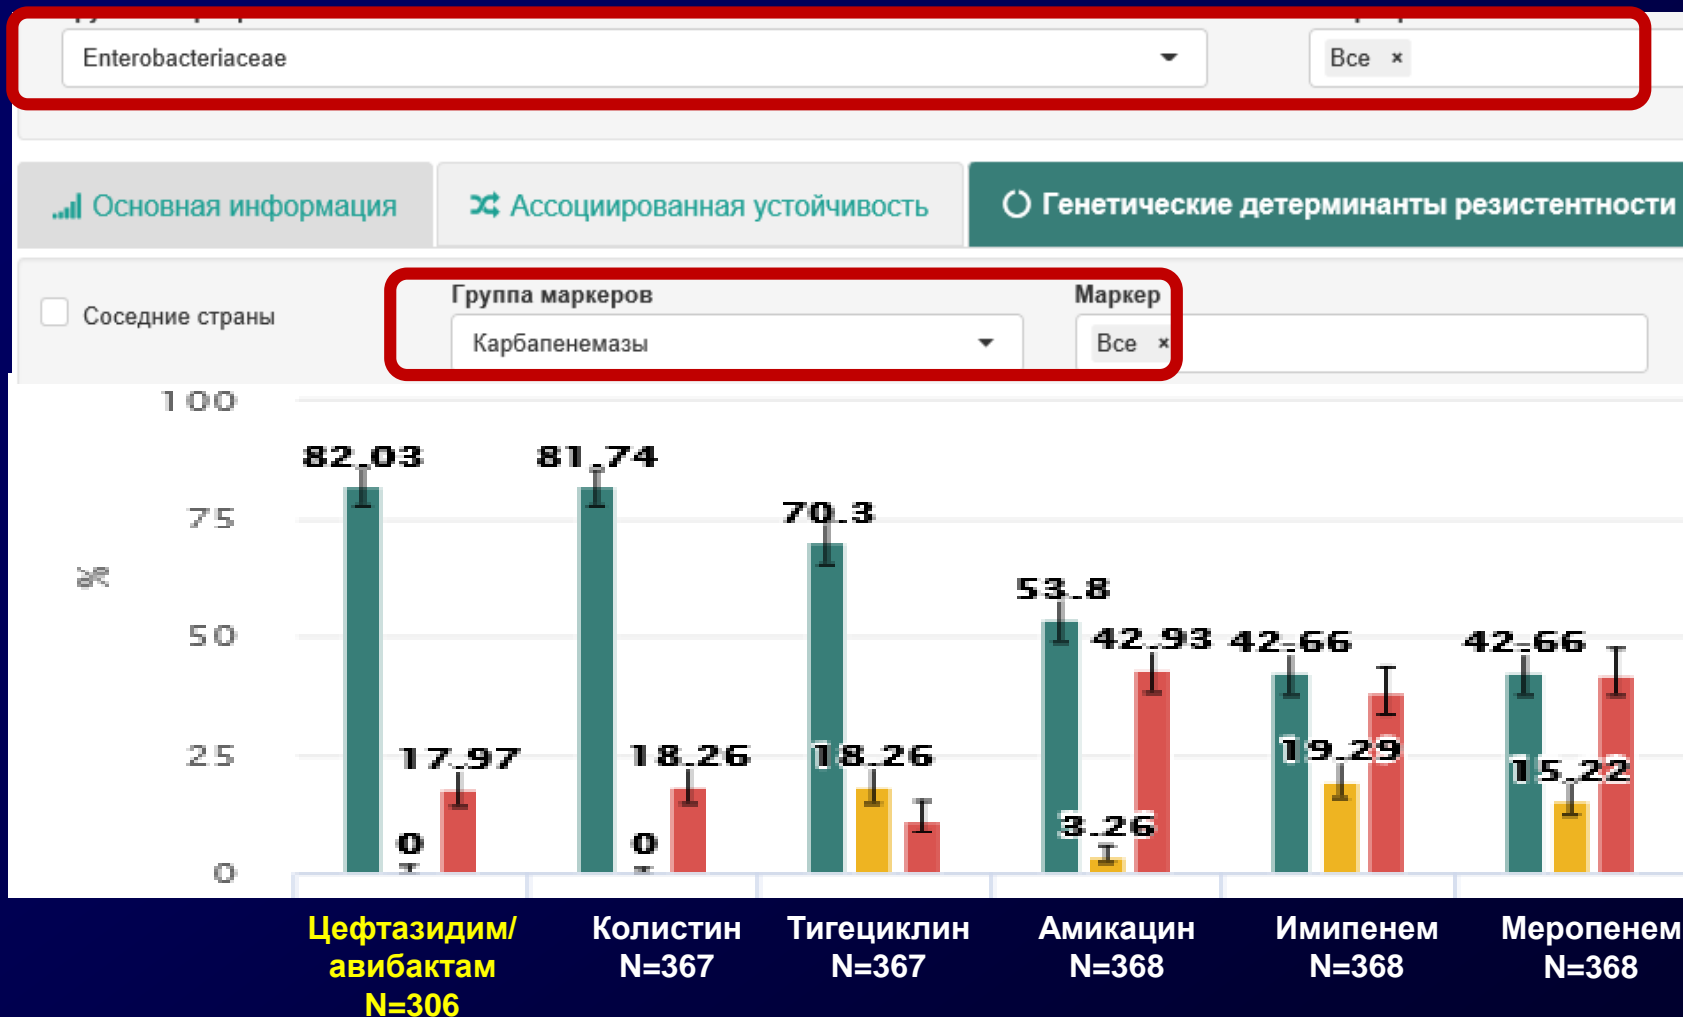 Enterobacteriaceae
Все ×
Основная информация
Ассоциированная устойчивость
Генетические детерминанты резистентности
Соседние страны
Группа маркеров
Маркер
Карбапенемазы
Все ×
100
75
%
50
25
0
82.03
0
17.97
81.74
0
18.26
70.3
18.26
53.8
3.26
42.93
42.66
19.29
42.66
15.22
Цефтазидим/
авибактам
N=306
Колистин
N=367
Тигециклин
N=367
Амикацин
N=368
Имипенем
N=368
Меропенем
N=368